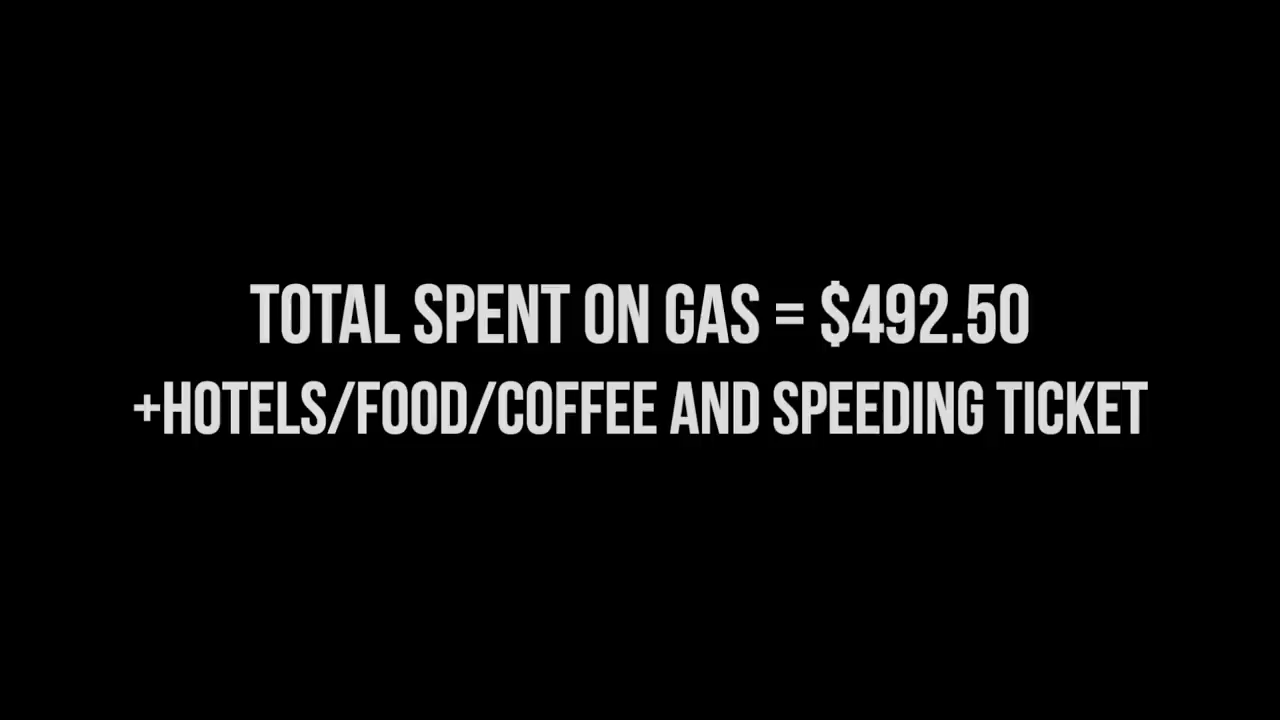 TOTAL SPENT ON GAS = $492.50
+HOTELS/FOOD/COFFEE AND SPEEDING TICKET